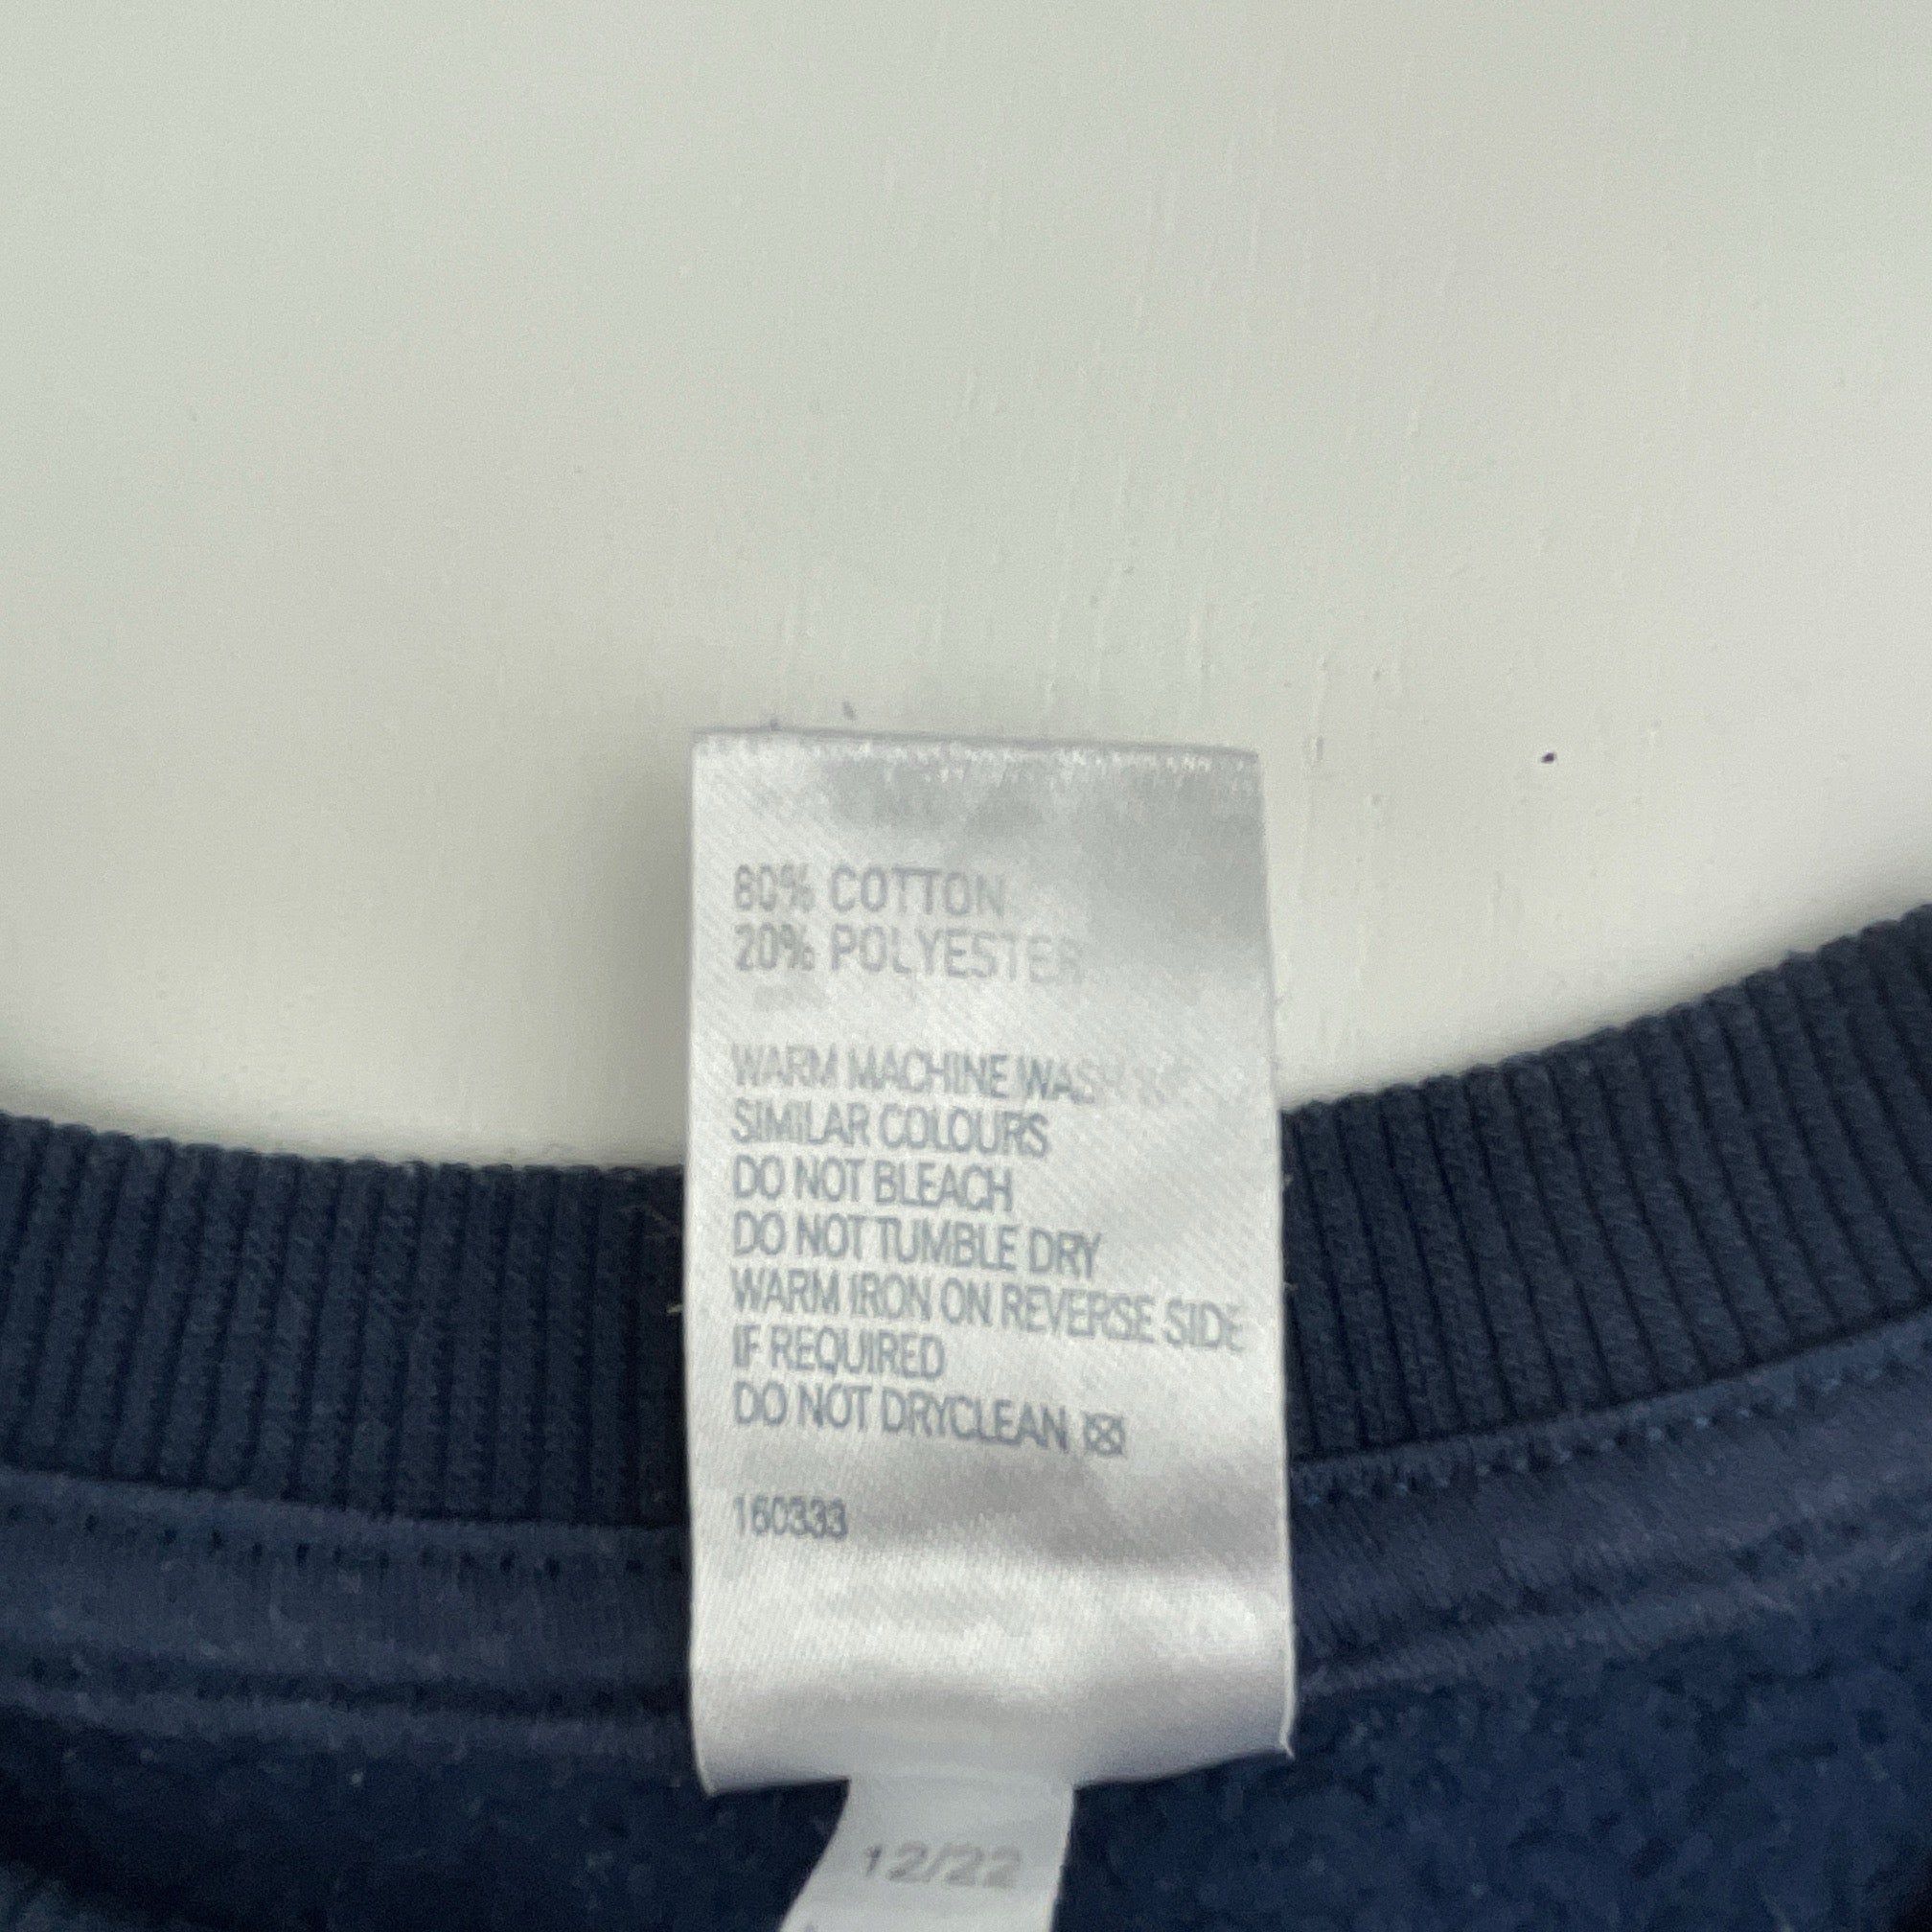 80% COTTON
20% POLYESTER
WARM MACHINE WASH
SIMILAR COLOURS
DO NOT BLEACH
DO NOT TUMBLE DRY
WARM IRON ON REVERSE SIDE
IF REQUIRED
DO NOT DRYCLEAN
160333
12/22